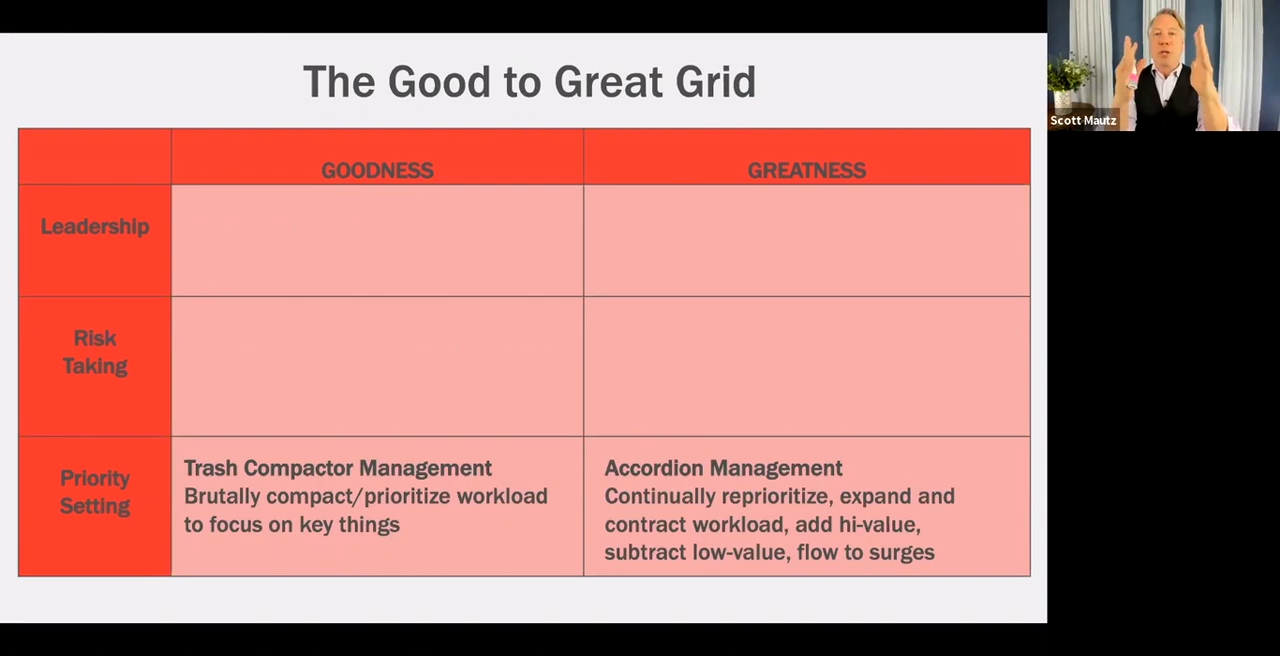 The Good to Great Grid
GOODNESS
GREATNESS
Leadership
Risk
Taking
Priority
Setting
Trash Compactor Management
Brutally compact/prioritize workload
to focus on key things
Accordion Management
Continually reprioritize, expand and
contract workload, add hi-value,
subtract low-value, flow to surges
Scott Mautz